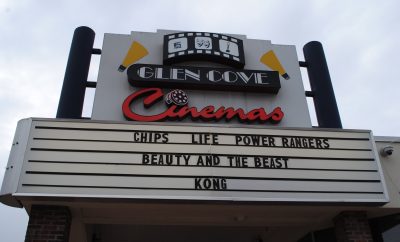 GLEN COVE
Cinemas
CHIPS LIFE POWER RANGERS
BEAUTY AND THE BEAST
KONG